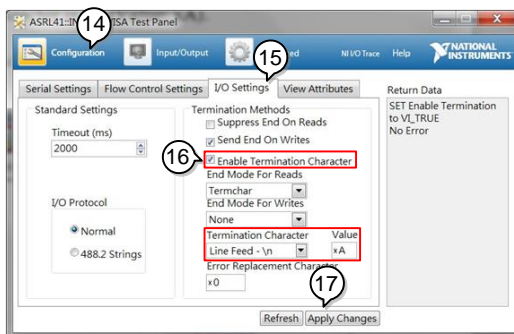 ASRL41::IN
VISA Test Panel
14
Configuration
Input/Output
ed
NI I/O Trace
Help
NATIONAL
INSTRUMENTS
15
Serial Settings
Flow Control Settings
I/O Settings
View Attributes
Return Data
Standard Settings
Timeout (ms)
2000
I/O Protocol
Normal
488.2 Strings
Termination Methods
Suppress End On Reads
Send End On Writes
16
Enable Termination Character
End Mode For Reads
Termchar
End Mode For Writes
None
Termination Character
Value
Line Feed - \n
xA
Error Replacement Character
x0
17
Refresh
Apply Changes
SET Enable Termination
to VI_TRUE
No Error